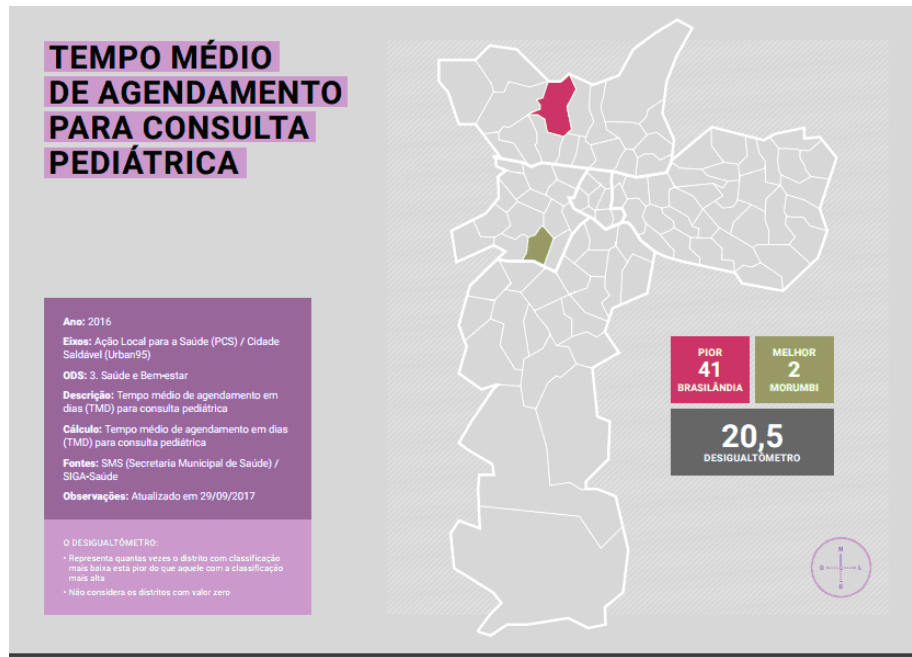 TEMPO MÉDIO
DE AGENDAMENTO
PARA CONSULTA
PEDIÁTRICA
Ano: 2016
Eixos: Ação Local para a Saúde (PCS) / Cidade
Saldável (Urban95)
ODS: 3. Saúde e Bem-estar
Descrição: Tempo médio de agendamento em
dias (TMD) para consulta pediátrica
Cálculo: Tempo médio de agendamento em dias
(TMD) para consulta pediátrica
Fontes: SMS (Secretaria Municipal de Saúde) /
SIGA-Saúde
Observações: Atualizado em 29/09/2017
O DESIGUALTÔMETRO:
• Representa quantas vezes o distrito com classificação
mais baixa está pior do que aquele com a classificação
mais alta
• Não considera os distritos com valor zero
PIOR
41
BRASILÂNDIA
MELHOR
2
MORUMBI
20,5
DESIGUALTÔMETRO
N
O
L
S